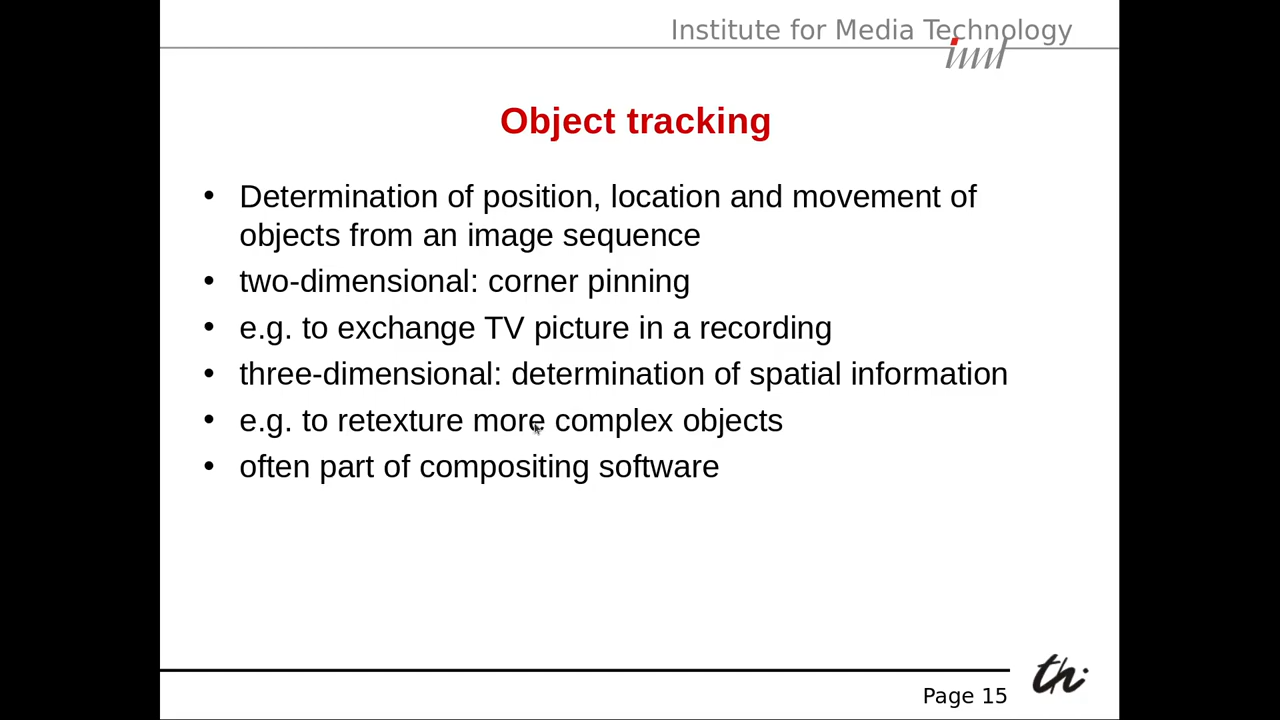 Institute for Media Technology
imt
Object tracking
• Determination of position, location and movement of
objects from an image sequence
• two-dimensional: corner pinning
• e.g. to exchange TV picture in a recording
• three-dimensional: determination of spatial information
• e.g. to retexture more complex objects
• often part of compositing software
th
Page 15